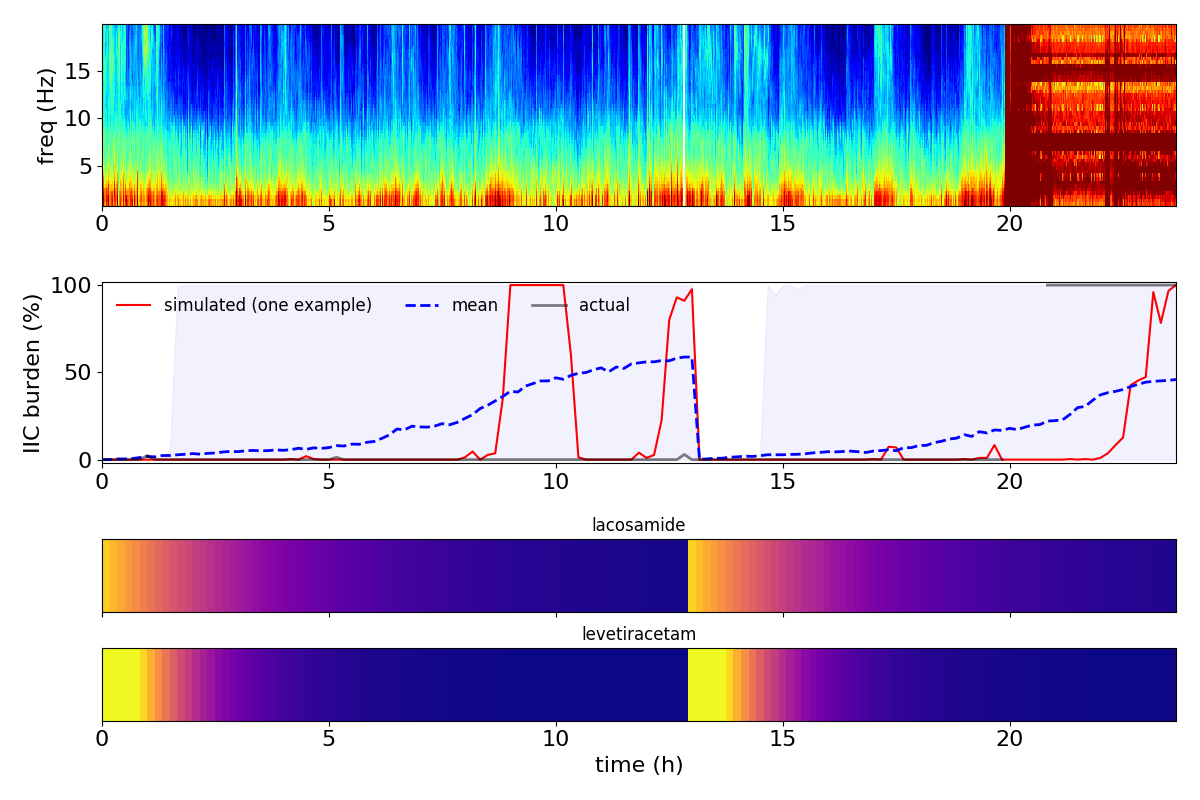 freq (Hz)
15
10
5
0 5 10 15 20
IIC burden (%)
100
50
0
simulated (one example) mean actual
0 5 10 15 20
lacosamide
levetiracetam
0 5 10 15 20
time (h)